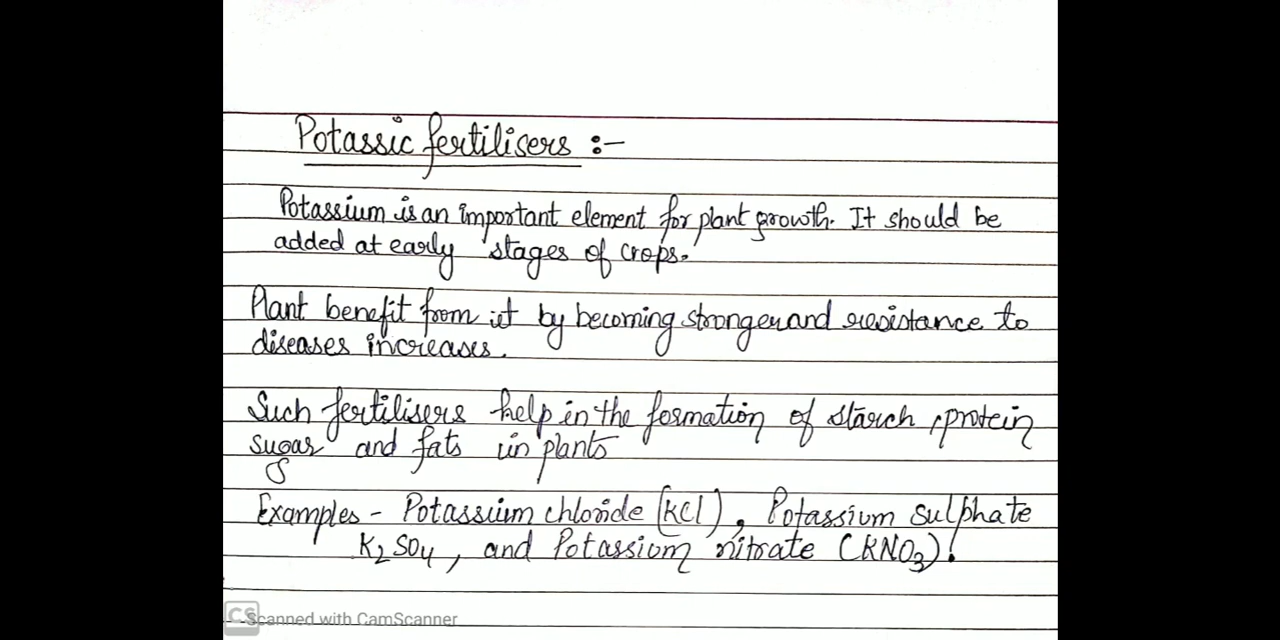 Potassic fertilisers :-
Potassium is an important element for plant growth. It should be
added at early stages of crops.
Plant benefit from it by becoming stronger and resistance to
diseases increases.
Such fertilisers help in the formation of starch, protein
sugar and fats in plants
Examples - Potassium chloride (KCl), Potassium sulphate
K₂SO₄, and Potassium nitrate (KNO₃).
CS Scanned with CamScanner